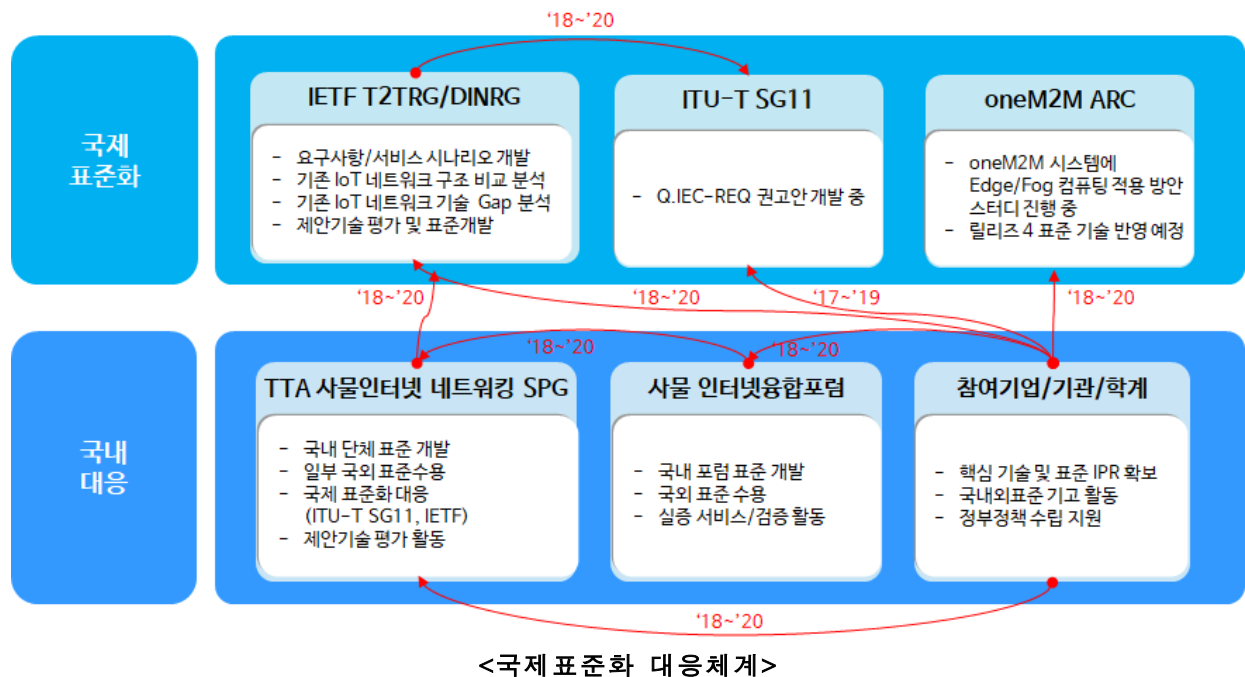 ‘18~’20
국제
표준화
IETF T2TRG/DINRG
- 요구사항/서비스 시나리오 개발
- 기존 IoT 네트워크 구조 비교 분석
- 기존 IoT 네트워크 기술 Gap 분석
- 제안기술 평가 및 표준개발
ITU-T SG11
- Q.IEC-REQ 권고안 개발 중
oneM2M ARC
- oneM2M 시스템에
Edge/Fog 컴퓨팅 적용 방안
스터디 진행 중
- 릴리즈 4 표준 기술 반영 예정
‘18~’20
‘18~’20
‘17~’19
‘18~’20
‘18~’20
‘18~’20
국내
대응
TTA 사물인터넷 네트워킹 SPG
- 국내 단체 표준 개발
- 일부 국외 표준수용
- 국제 표준화 대응
(ITU-T SG11, IETF)
- 제안기술 평가 활동
사물 인터넷융합포럼
- 국내 포럼 표준 개발
- 국외 표준 수용
- 실증 서비스/검증 활동
참여기업/기관/학계
- 핵심 기술 및 표준 IPR 확보
- 국내외표준 기고 활동
- 정부정책 수립 지원
‘18~’20
<국제표준화 대응체계>